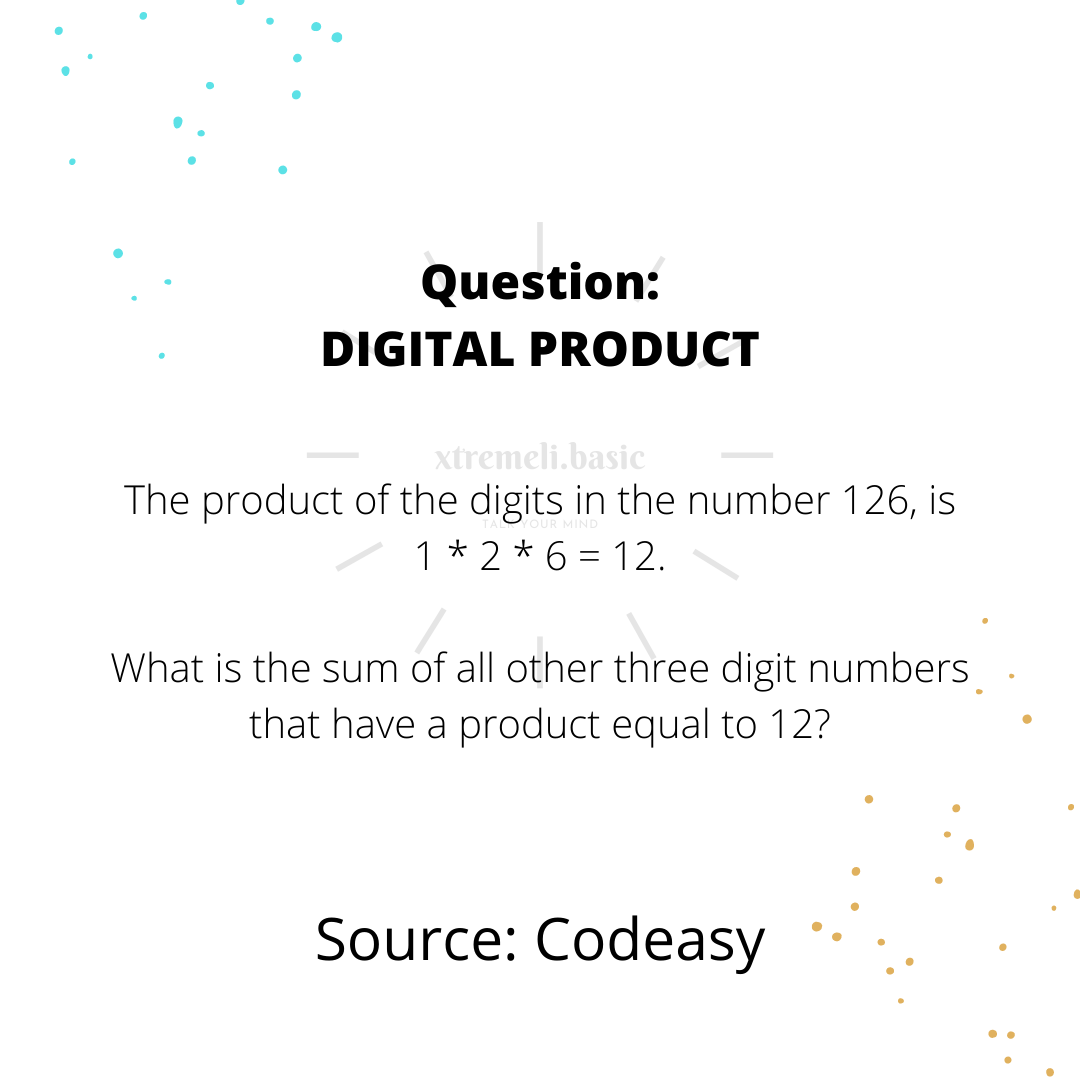 Question:
DIGITAL PRODUCT
xtremeli.basic
The product of the digits in the number 126, is
TALK YOUR MIND
1 * 2 * 6 = 12.
What is the sum of all other three digit numbers
that have a product equal to 12?
Source: Codeasy